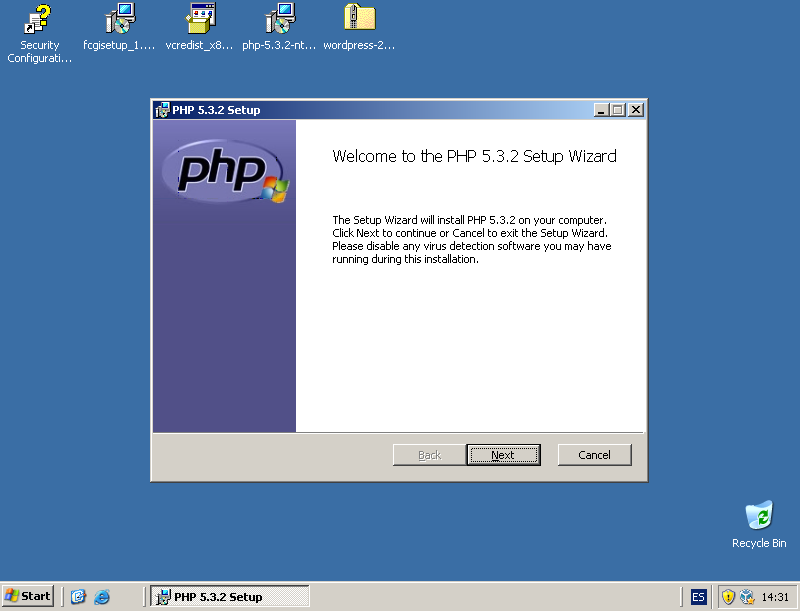 Security
Configurati...
fcgisetup_1....
vcredist_x8...
php-5.3.2-nt...
wordpress-2...
PHP 5.3.2 Setup
php
Welcome to the PHP 5.3.2 Setup Wizard
The Setup Wizard will install PHP 5.3.2 on your computer.
Click Next to continue or Cancel to exit the Setup Wizard.
Please disable any virus detection software you may have
running during this installation.
Back
Next
Cancel
Recycle Bin
Start
PHP 5.3.2 Setup
ES
14:31